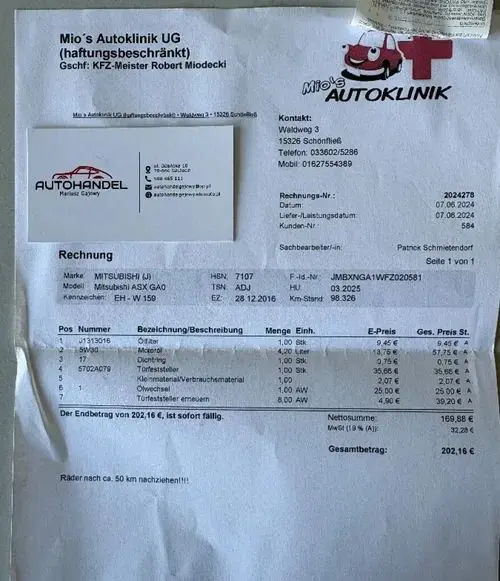 Mio´s Autoklinik UG
(haftungsbeschränkt)
Gschf: KFZ-Meister Robert Miodecki
Mio's
AUTOKLINIK
Mio´s Autoklinik UG (haftungsbeschränkt) • Waldweg 3 • 15326 Schönfließ
Kontakt:
Waldweg 3
15326 Schönfließ
Telefon: 033602/5286
Mobil: 01627554389
AUTOHANDEL
Mariusz Gajewy
Rechnungs-Nr.: 2024278
Datum: 07.06.2024
Liefer-/Leistungsdatum: 07.06.2024
Kunden-Nr.: 584
Sachbearbeiter/-in: Patrick Schmietendorf
Seite 1 von 1
Rechnung
Marke MITSUBISHI (J) HSN: 7107 F.-Id.-Nr.: JMBXNGA1WFZ020581
Modell Mitsubishi ASX GA0 TSN: ADJ HU: 03.2025
Kennzeichen: EH - W 159 EZ: 28.12.2016 Km-Stand: 98.326
Pos Nummer Bezeichnung/Beschreibung Menge Einh. E-Preis Ges. Preis St.
1 J1313016 Ölfilter 1,00 Stk. 9,45 € 9,45 € A
2 5W30 Motoröl 4,20 Liter 13,75 € 57,75 € A
3 17 Dichtring 1,00 Stk. 0,75 € 0,75 € A
4 5702A079 Türfeststeller 1,00 Stk. 35,66 € 35,66 € A
5 Kleinmaterial/Verbrauchsmaterial 1,00 2,07 € 2,07 € A
6 1 Ölwechsel 1,00 AW 25,00 € 25,00 € A
7 Türfeststeller erneuern 8,00 AW 4,90 € 39,20 € A
Der Endbetrag von 202,16 €, ist sofort fällig.
Nettosumme: 169,88 €
MwSt (19 % (A)): 32,28 €
Gesamtbetrag: 202,16 €
Räder nach ca. 50 km nachziehen!!!!